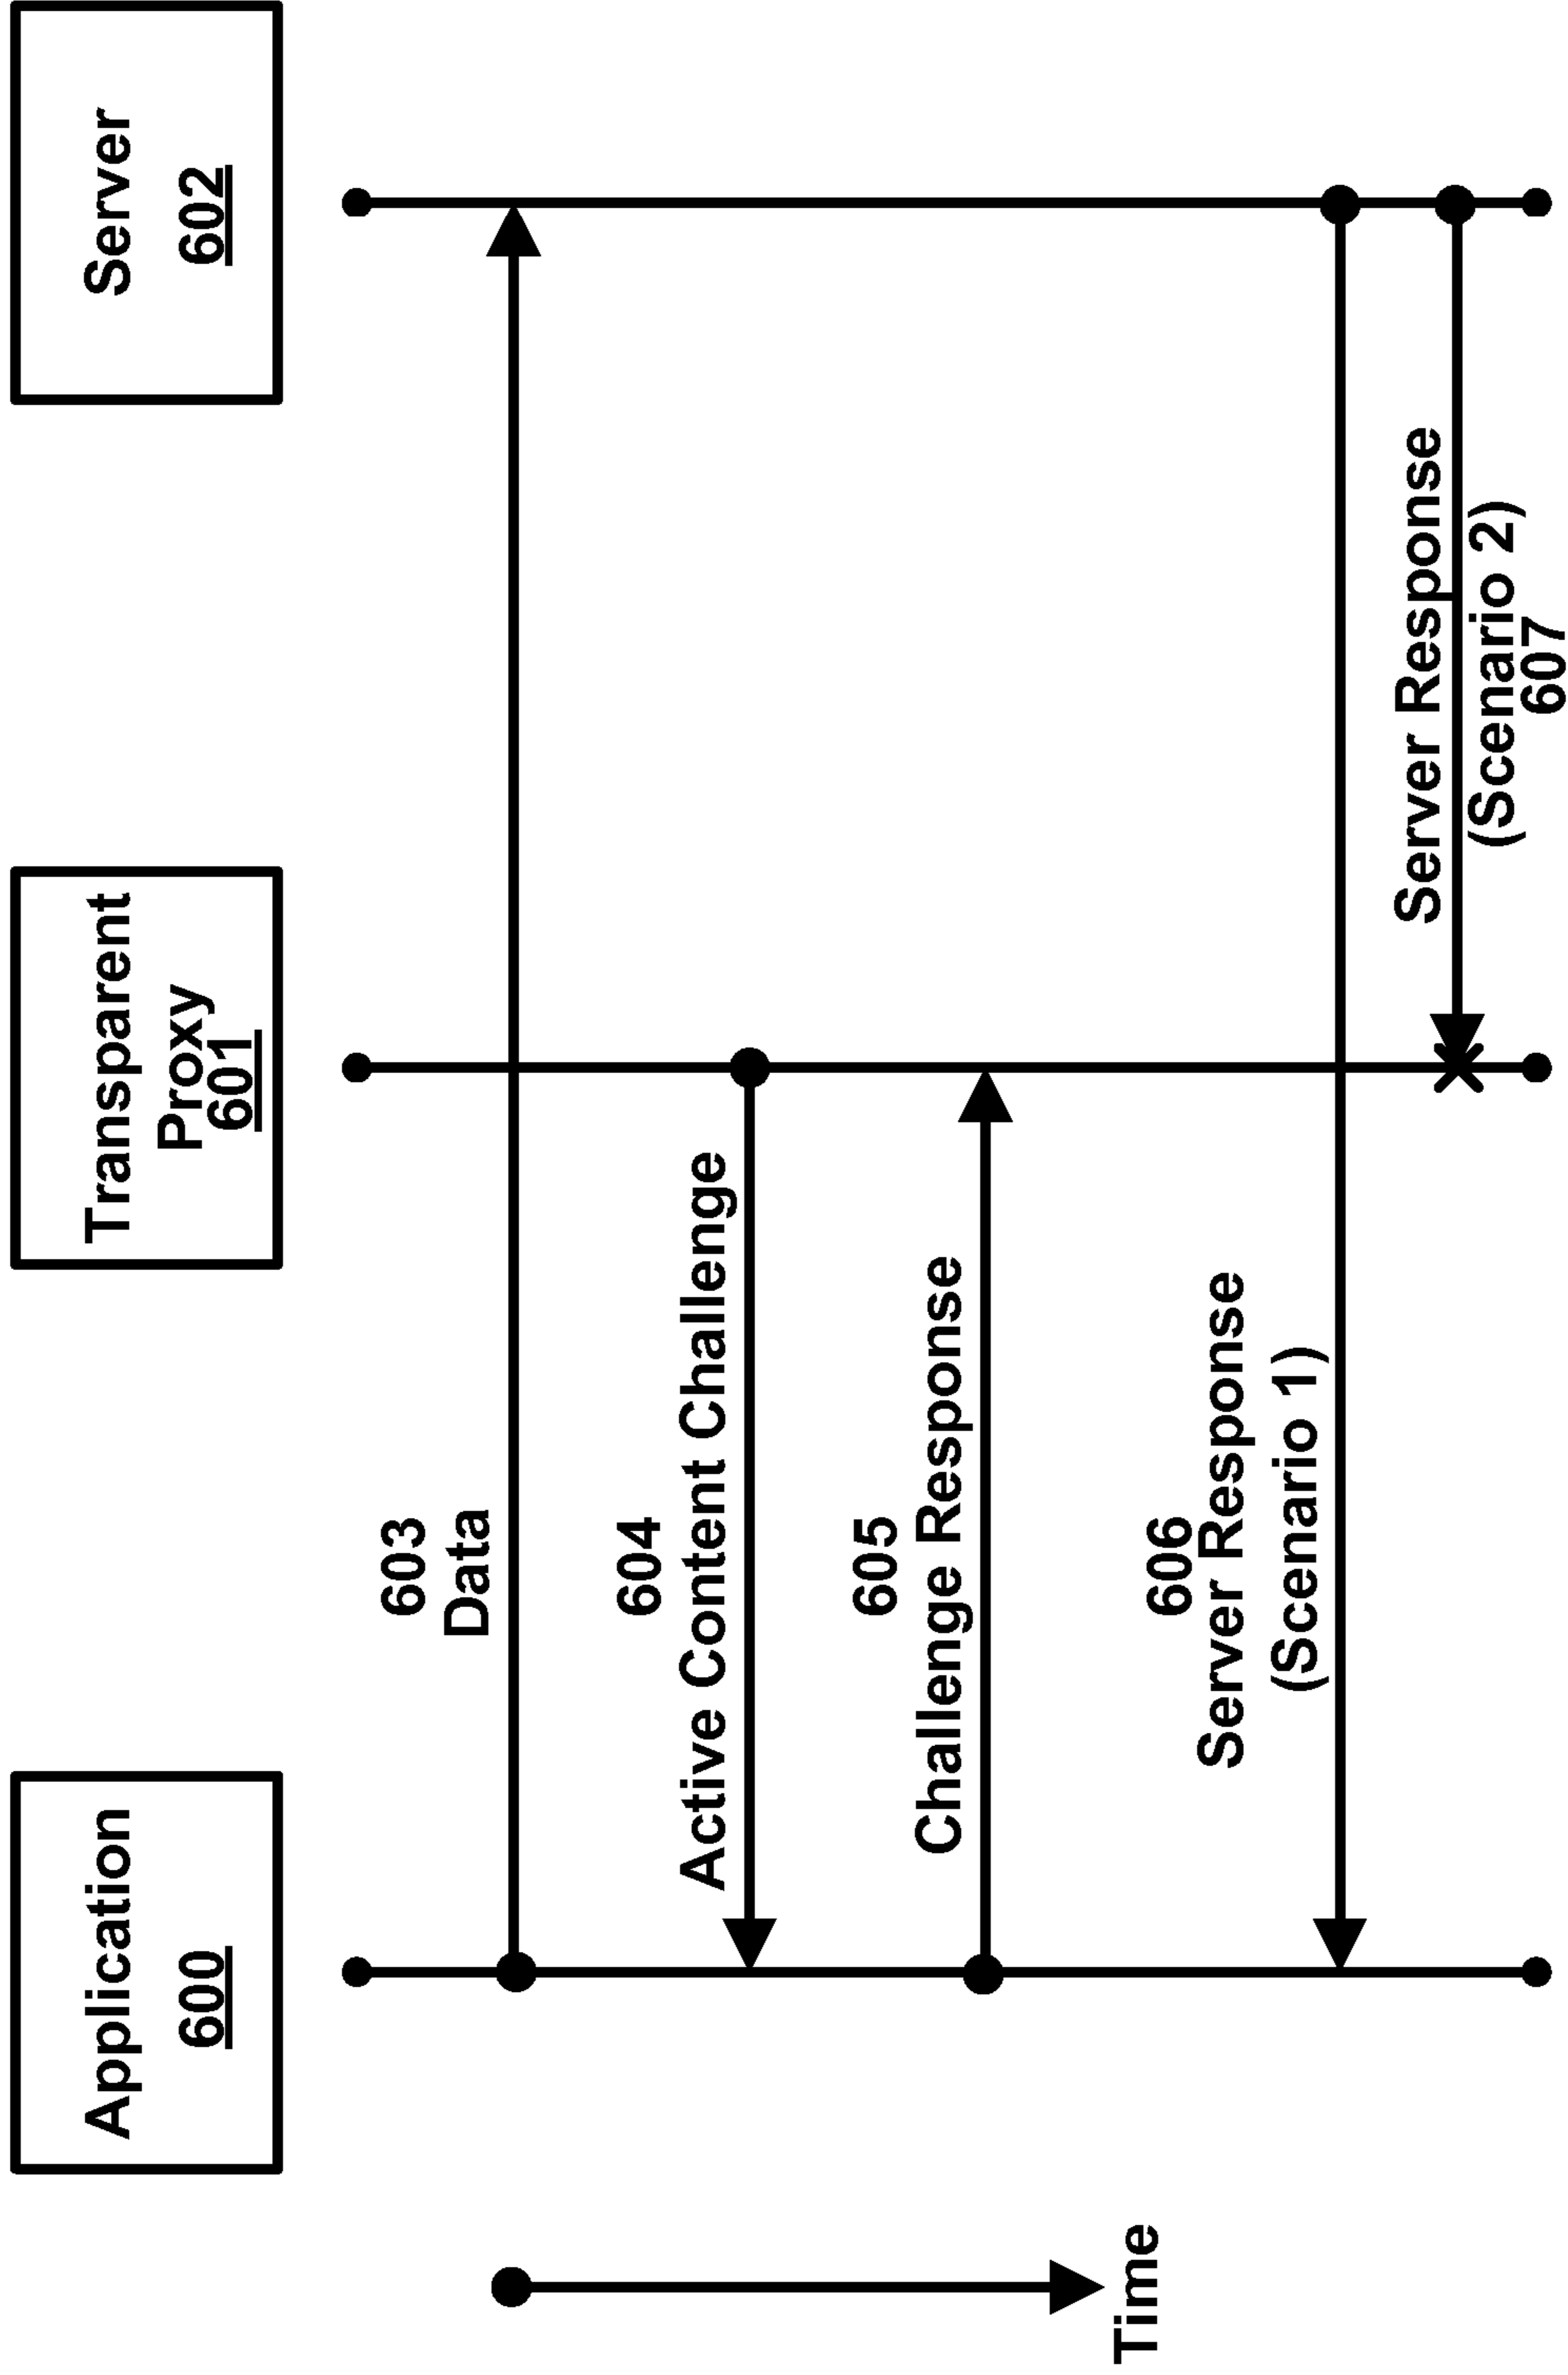 Application
600
Transparent
Proxy
601
Server
602
603
Data
604
Active Content Challenge
605
Challenge Response
606
Server Response
(Scenario 1)
Server Response
(Scenario 2)
607
Time